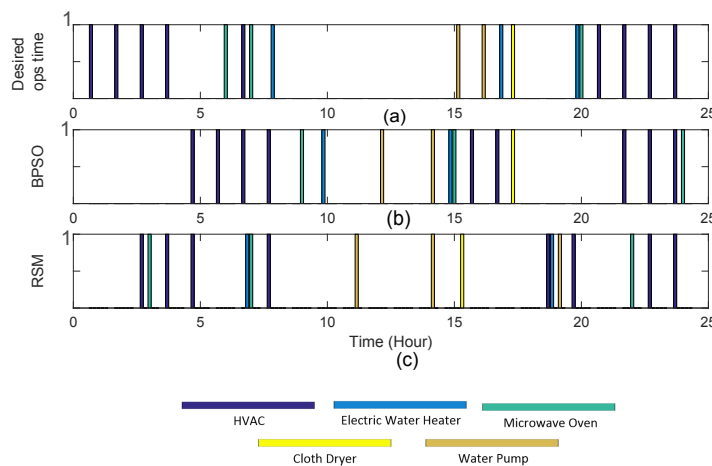 Desired
ops time
1
0 5 10 15 20 25
(a)
BPSO
1
0 5 10 15 20 25
(b)
RSM
1
0 5 10 15 20 25
Time (Hour)
(c)
HVAC Electric Water Heater Microwave Oven
Cloth Dryer Water Pump